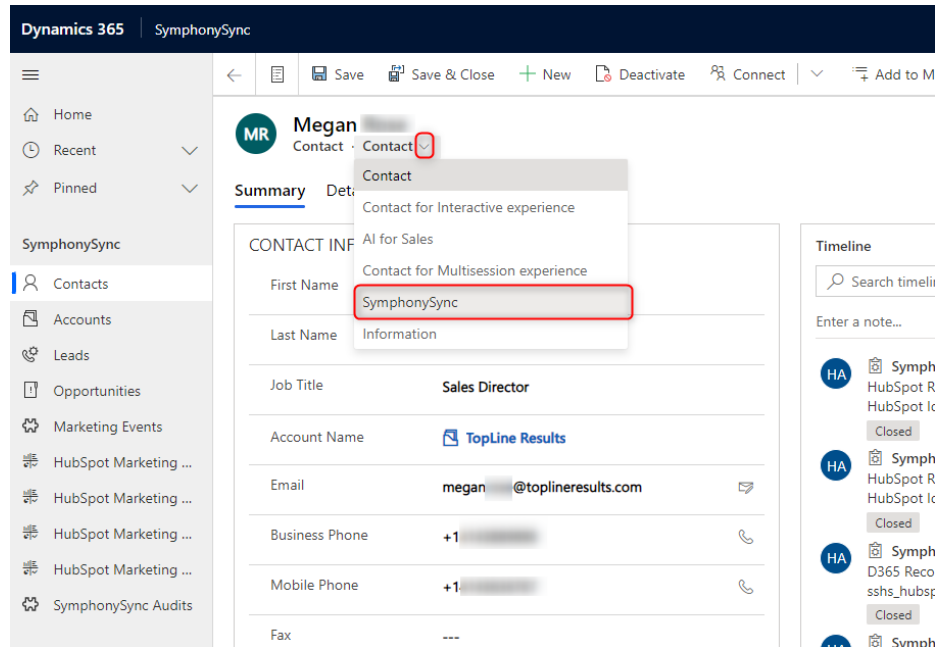 Dynamics 365 SymphonySync
Save Save & Close New Deactivate Connect Add to M
Home
Recent
Pinned
SymphonySync
Contacts
Accounts
Leads
Opportunities
Marketing Events
HubSpot Marketing ...
HubSpot Marketing ...
HubSpot Marketing ...
HubSpot Marketing ...
SymphonySync Audits
MR
Megan
Contact · Contact
Summary Deta
Contact
Contact for Interactive experience
AI for Sales
Contact for Multisession experience
SymphonySync
Information
CONTACT INF
First Name
Last Name
Job Title Sales Director
Account Name TopLine Results
Email megan @toplineresults.com
Business Phone +1
Mobile Phone +1
Fax ---
Timeline
Search timelin
Enter a note...
HA Symph
HubSpot R
HubSpot Id
Closed
HA Symph
HubSpot R
HubSpot Id
Closed
HA Symph
D365 Reco
sshs_hubsp
Closed
Symph